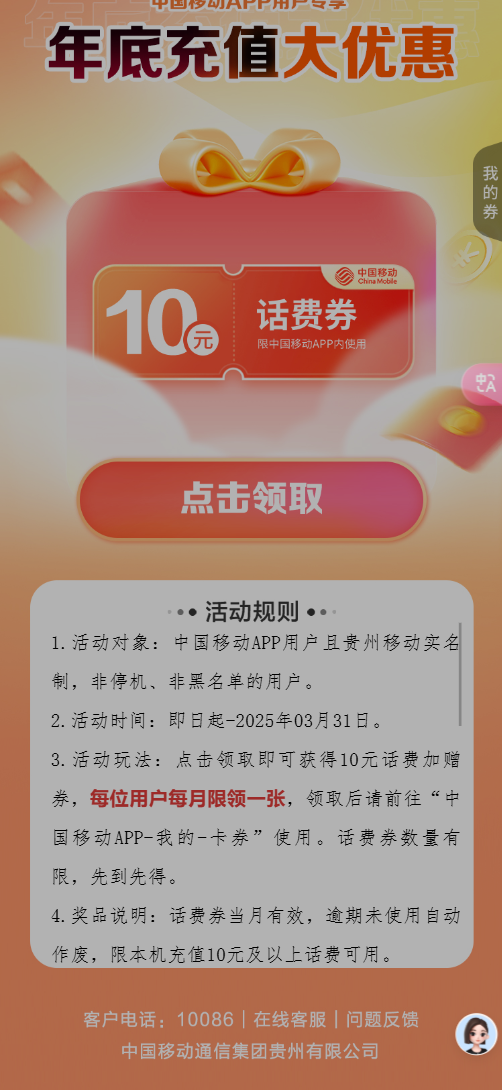 中国移动APP用户专享
年底充值大优惠
我的券
10元
中国移动
China Mobile
话费券
限中国移动APP内使用
中A
点击领取
活动规则
1.活动对象：中国移动APP用户且贵州移动实名
制，非停机、非黑名单的用户。
2.活动时间：即日起-2025年03月31日。
3.活动玩法：点击领取即可获得10元话费加赠
券，每位用户每月限领一张，领取后请前往“中
国移动APP-我的-卡券”使用。话费券数量有
限，先到先得。
4.奖品说明：话费券当月有效，逾期未使用自动
作废，限本机充值10元及以上话费可用。
客户电话：10086｜在线客服｜问题反馈
中国移动通信集团贵州有限公司